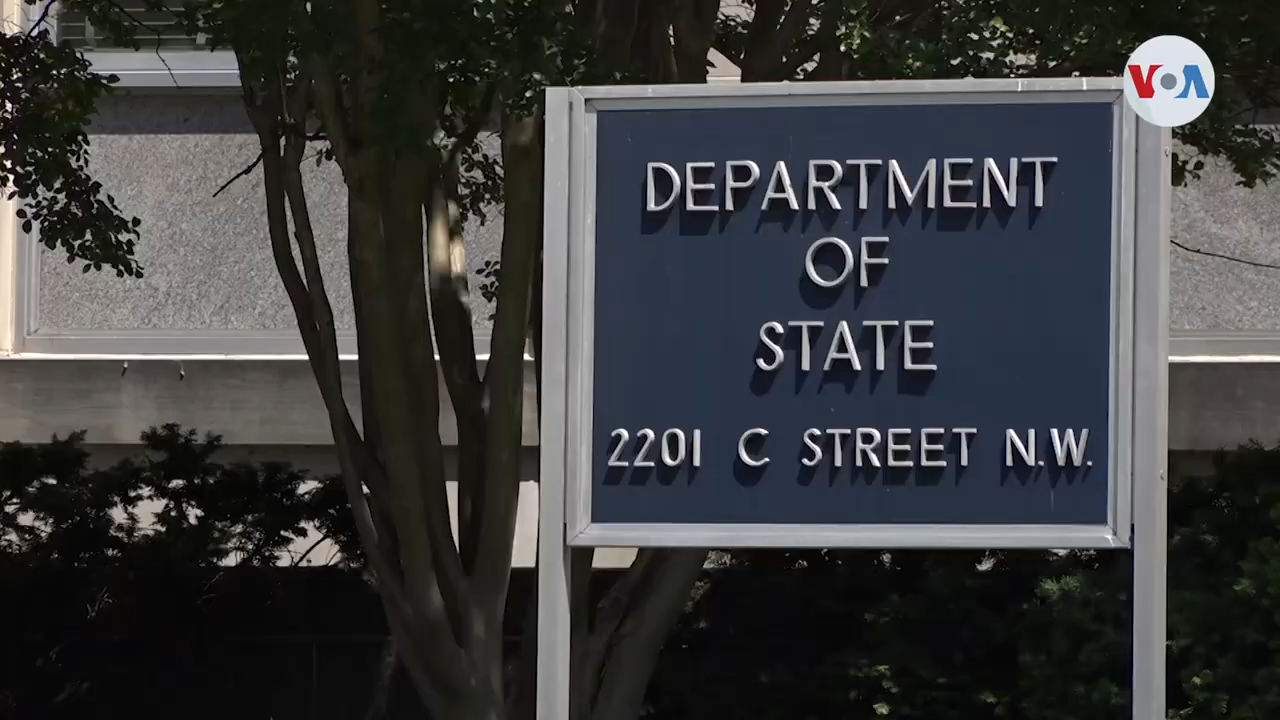 VOA
DEPARTMENT
OF
STATE
2201 C STREET N.W.